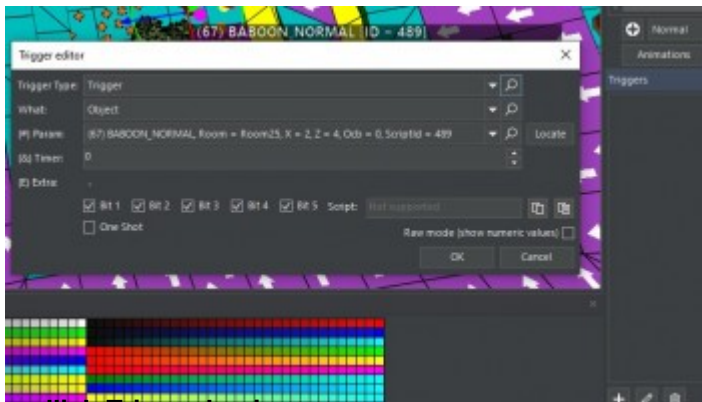 (67) BABOON_NORMAL [ID = 489]
Normal
Trigger editor
Animations
Trigger Type: Trigger
Triggers
What: Object
(#) Param: (67) BABOON_NORMAL, Room = Room25, X = 2, Z = 4, Ocb = 0, ScriptId = 489 Locate
(&) Timer: 0
(E) Extra: -
Bit 1 Bit 2 Bit 3 Bit 4 Bit 5 Script: Not supported
One Shot
Raw mode (show numeric values)
OK Cancel